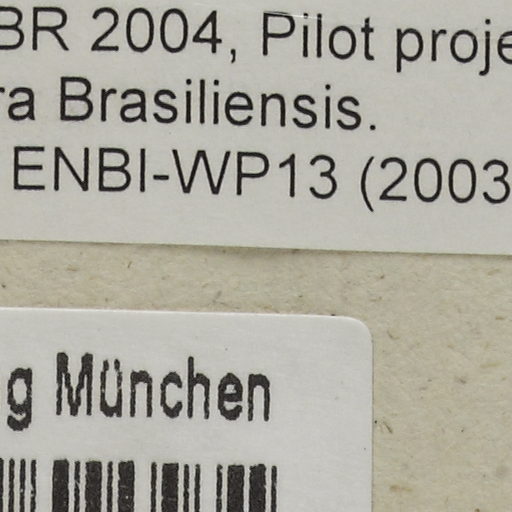 BR 2004, Pilot proje
ra Brasiliensis.
ENBI-WP13 (2003
g München